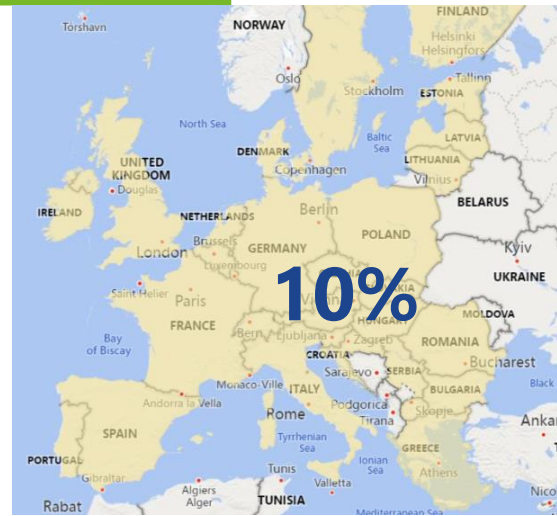 Tórshavn
NORWAY
FINLAND
Helsinki
Helsingfors
Oslo
Stockholm
Tallinn
ESTONIA
North Sea
Baltic
Sea
LATVIA
DENMARK
Copenhagen
LITHUANIA
Vilnius
UNITED
KINGDOM
Douglas
BELARUS
IRELAND
NETHERLANDS
Berlin
POLAND
London
Brussels
GERMANY
Kyiv
Luxembourg
UKRAINE
10%
Saint Helier
Paris
Vienna
HUNGARY
MOLDOVA
Bay
of Biscay
FRANCE
Bern
Ljubljana
Zagreb
ROMANIA
CROATIA
Sarajevo
SERBIA
Bucharest
Monaco-Ville
ITALY
BULGARIA
Black
Andorra la Vella
Podgorica
Skopje
Rome
Tirana
Ankar
SPAIN
Tyrrhenian
Sea
GREECE
PORTUGAL
Ionian
Sea
Athens
Gibraltar
Algiers
Alger
Tunis
Valletta
Nico
Rabat
TUNISIA
Mediterranean Sea